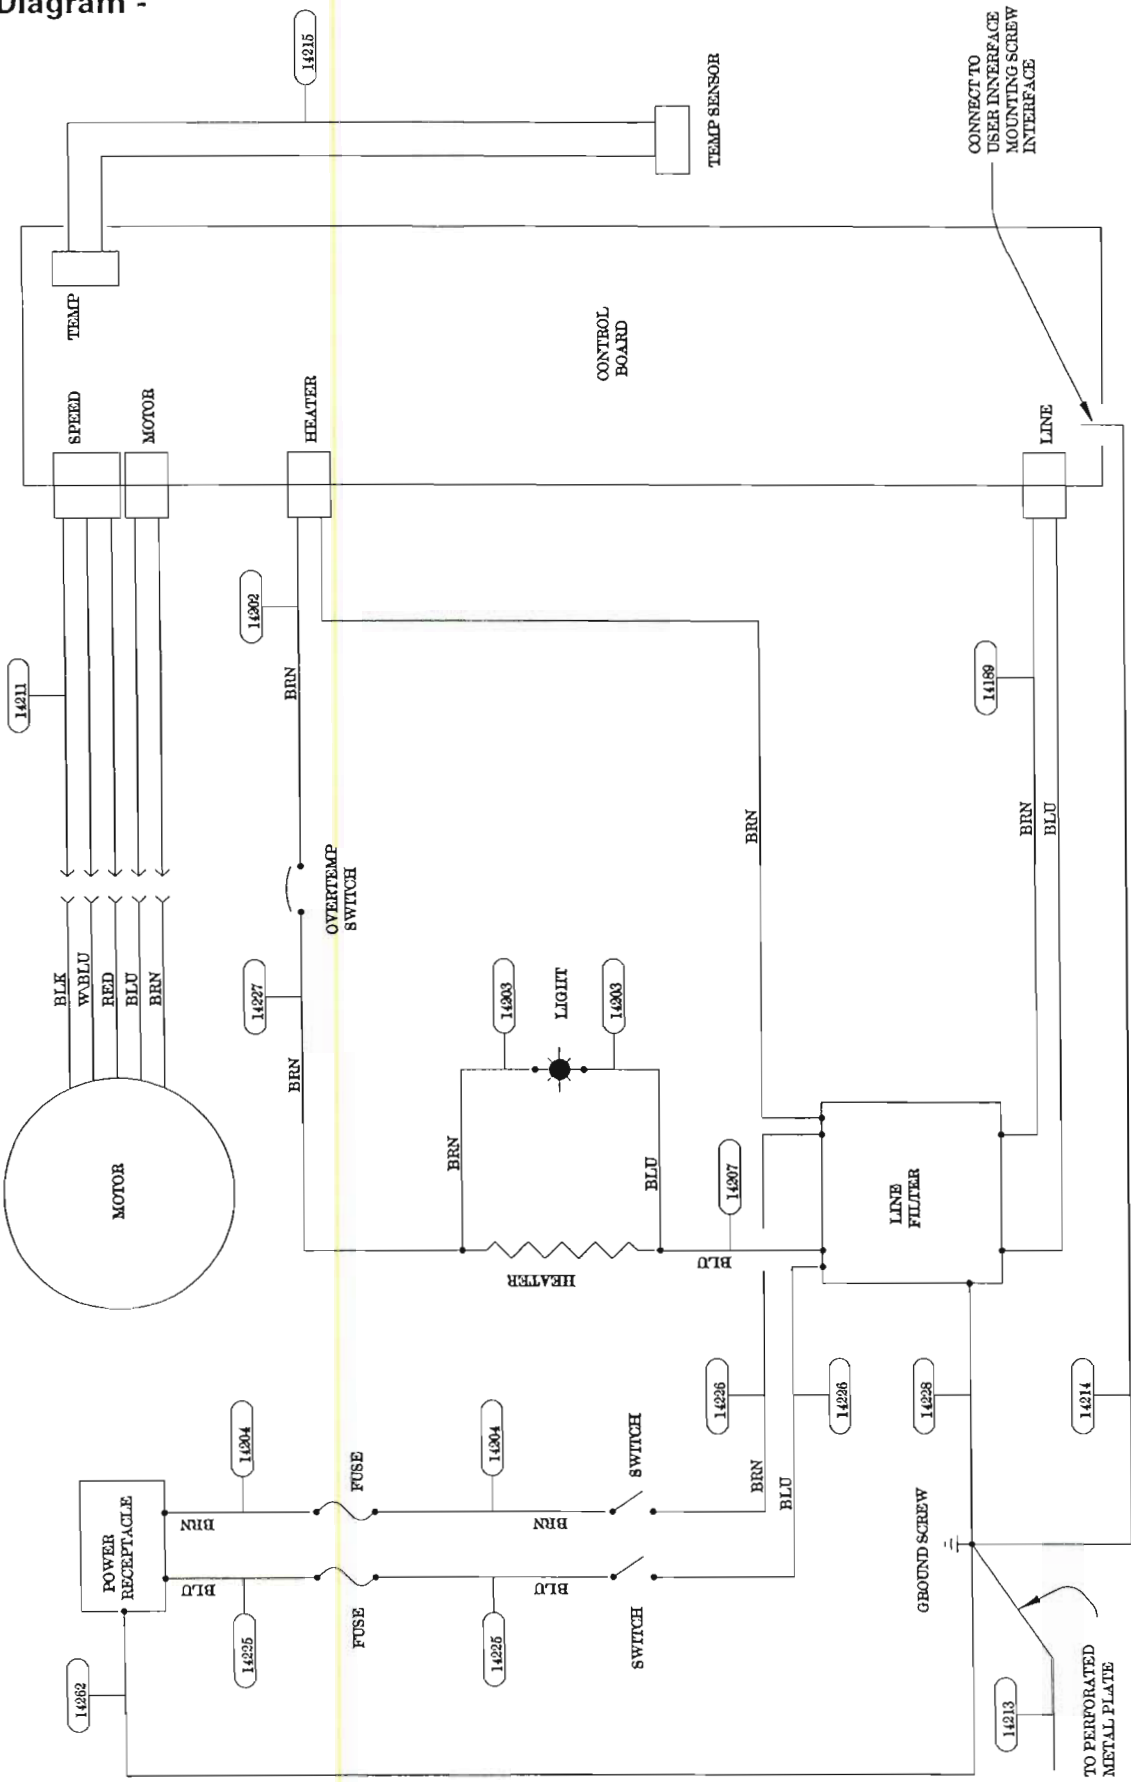 Diagram -
14215
TEMP SENSOR
CONNECT TO
USER INNERFACE
MOUNTING SCREW
INTERFACE
TEMP
CONTROL
BOARD
SPEED
MOTOR
HEATER
LINE
14211
14202
BRN
14189
BRN
BRN
BLU
OVERTEMP
SWITCH
BLK
W\BLU
RED
BLU
BRN
14227
BRN
14203
LIGHT
14203
MOTOR
BRN
BLU
14207
BLU
HEATER
LINE
FILTER
14204
14204
14226
14226
14228
14214
FUSE
SWITCH
BRN
BLU
POWER
RECEPTACLE
BRN
BRN
BLU
BLU
GROUND SCREW
14225
FUSE
14225
SWITCH
14262
14213
TO PERFORATED
METAL PLATE